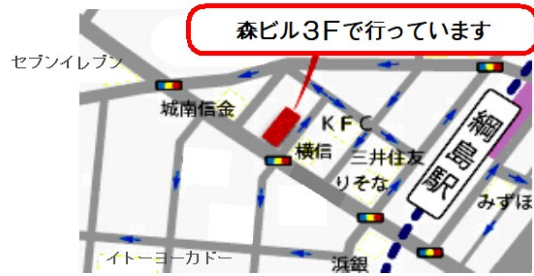 森ビル3Fで行っています
セブンイレブン
城南信金
KFC
横信
三井住友
りそな
綱島駅
みずほ
イトーヨーカドー
浜銀